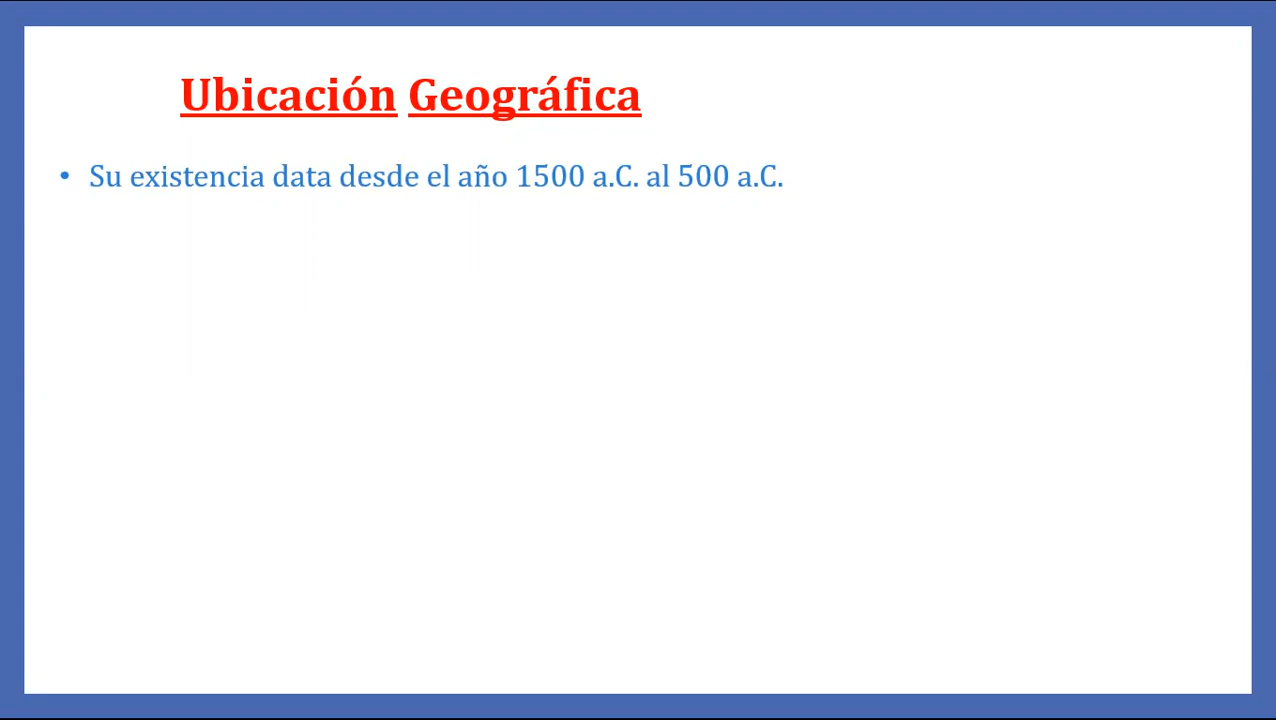 Ubicación Geográfica
• Su existencia data desde el año 1500 a.C. al 500 a.C.